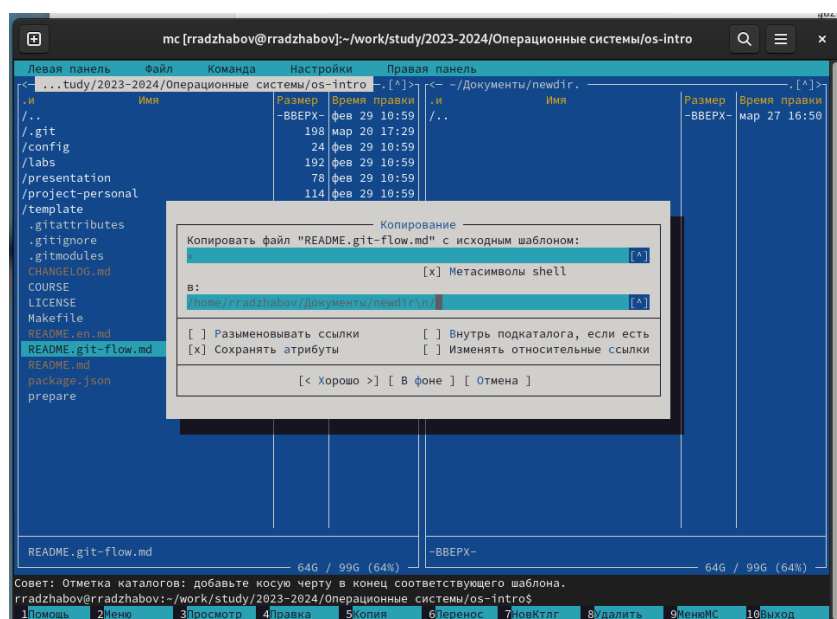 mc [rradzhabov@rradzhabov]:~/work/study/2023-2024/Операционные системы/os-intro
Левая панель Файл Команда Настройки Правая панель
<— ...tudy/2023-2024/Операционные системы/os-intro —.[^]> <— ~/Документы/newdir. —.[^]>
.и Имя Размер Время правки .и Имя Размер Время правки
/.. -ВВЕРХ- фев 29 10:59 /.. -ВВЕРХ- мар 27 16:50
/.git 198 мар 20 17:29
/config 24 фев 29 10:59
/labs 192 фев 29 10:59
/presentation 78 фев 29 10:59
/project-personal 114 фев 29 10:59
/template
.gitattributes
.gitignore
.gitmodules
CHANGELOG.md
COURSE
LICENSE
Makefile
README.en.md
README.git-flow.md
README.md
package.json
prepare
Копирование
Копировать файл "README.git-flow.md" с исходным шаблоном:
* [^]
[x] Метасимволы shell
в:
/home/rradzhabov/Документы/newdir\n/ [^]
[ ] Разыменовывать ссылки [ ] Внутрь подкаталога, если есть
[x] Сохранять атрибуты [ ] Изменять относительные ссылки
[< Хорошо >] [ В фоне ] [ Отмена ]
README.git-flow.md -ВВЕРХ-
64G / 99G (64%) 64G / 99G (64%)
Совет: Отметка каталогов: добавьте косую черту в конец соответствующего шаблона.
rradzhabov@rradzhabov:~/work/study/2023-2024/Операционные системы/os-intro$
1Помощь 2Меню 3Просмотр 4Правка 5Копия 6Перенос 7НовКтлг 8Удалить 9МенюМС 10Выход